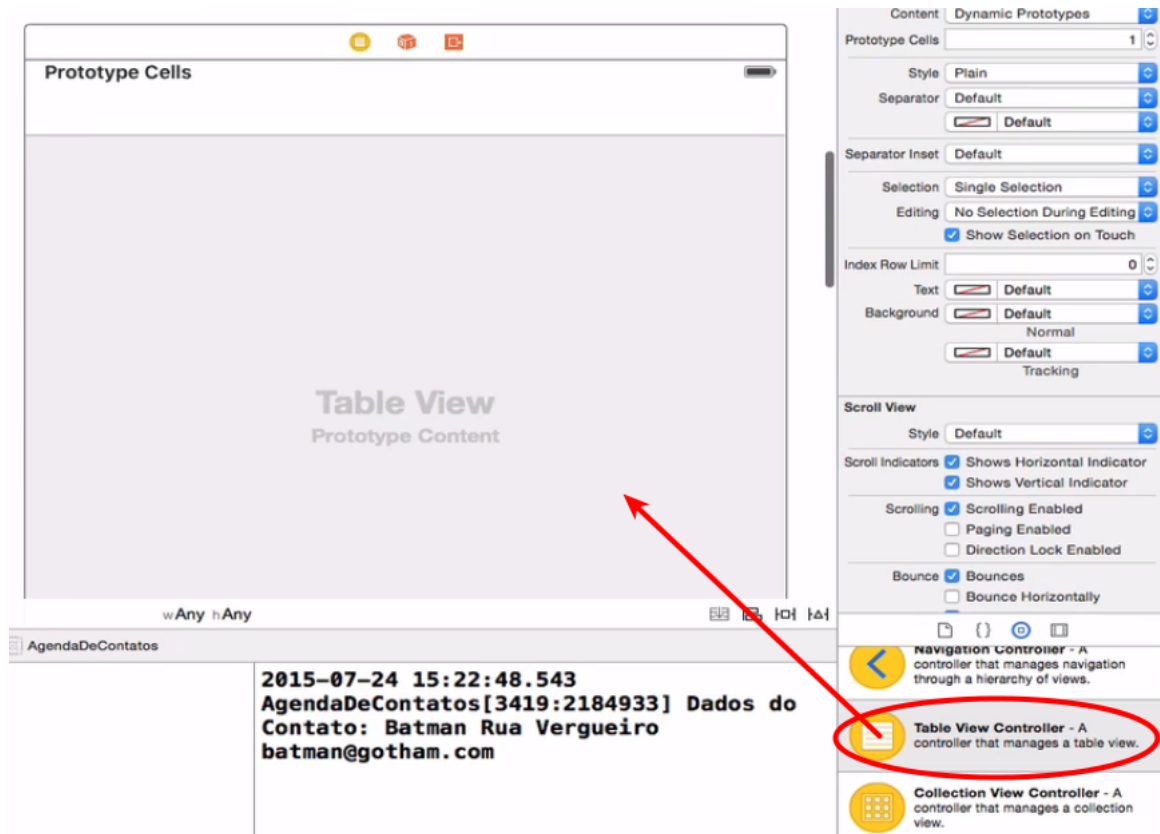 Prototype Cells
Table View
Prototype Content
wAny hAny
AgendaDeContatos
2015-07-24 15:22:48.543
AgendaDeContatos[3419:2184933] Dados do
Contato: Batman Rua Vergueiro
batman@gotham.com
Content Dynamic Prototypes
Prototype Cells 1
Style Plain
Separator Default
Default
Separator Inset Default
Selection Single Selection
Editing No Selection During Editing
Show Selection on Touch
Index Row Limit 0
Text Default
Background Default
Normal
Default
Tracking
Scroll View
Style Default
Scroll Indicators Shows Horizontal Indicator
Shows Vertical Indicator
Scrolling Scrolling Enabled
Paging Enabled
Direction Lock Enabled
Bounce Bounces
Bounce Horizontally
{}
Navigation Controller - A
controller that manages navigation
through a hierarchy of views.
Table View Controller - A
controller that manages a table view.
Collection View Controller - A
controller that manages a collection
view.